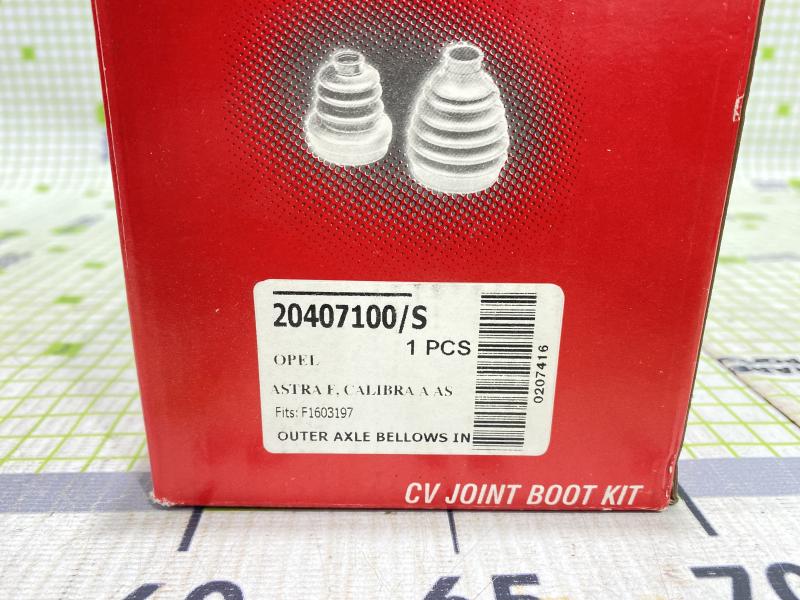 20407100/S
1 PCS
OPEL
ASTRA F, CALIBRA A AS
Fits: F1603197
OUTER AXLE BELLOWS IN
0207416
CV JOINT BOOT KIT
60 65 70